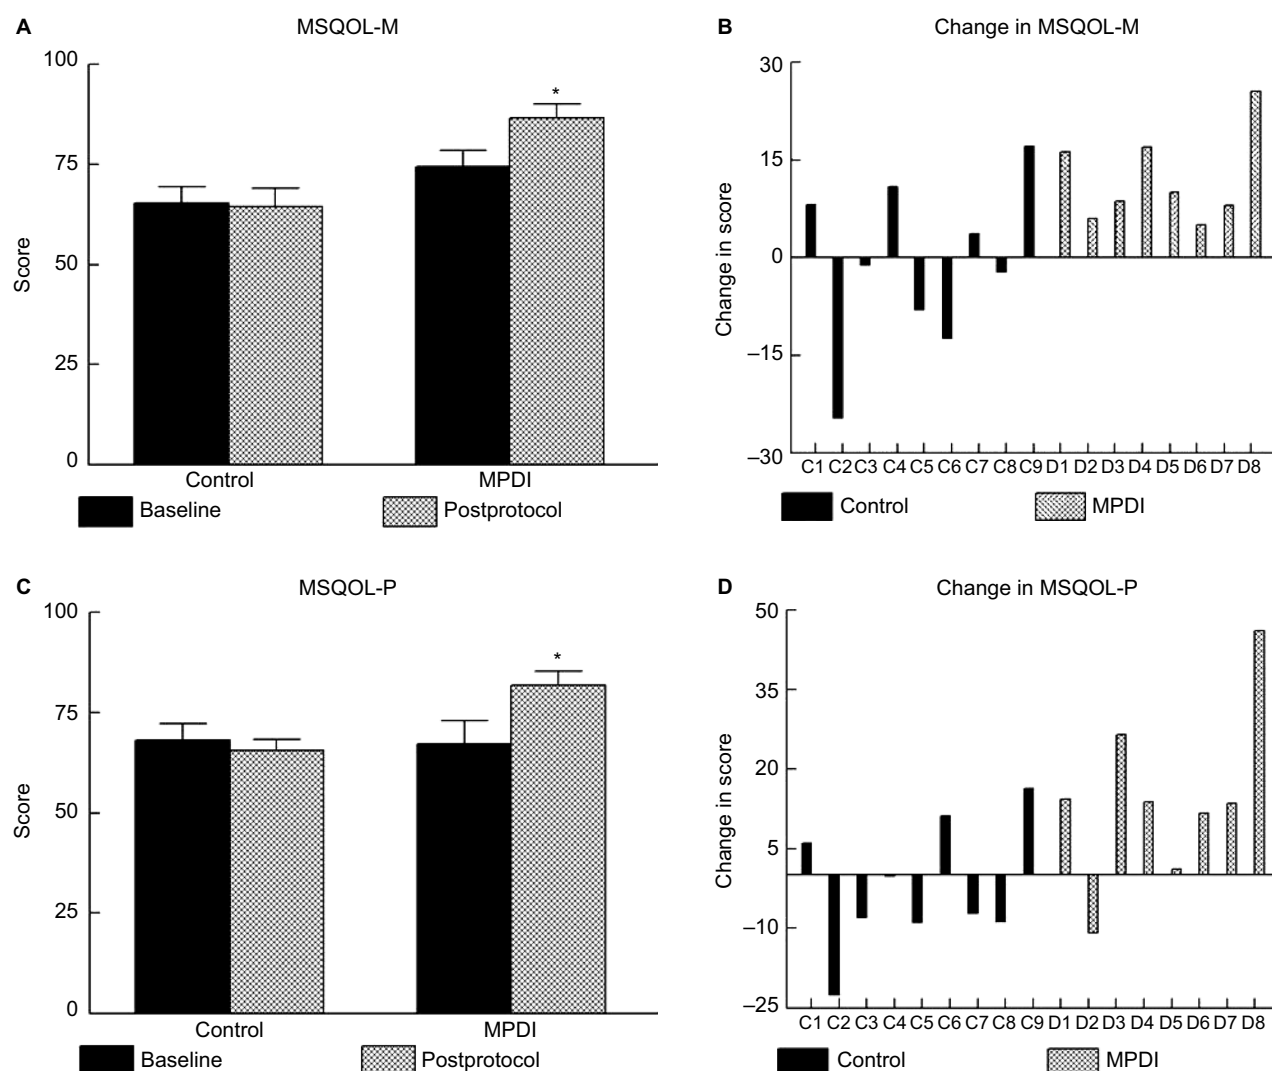 A
MSQOL-M
100
75
50
25
0
Score
*
Control
MPDI
Baseline
Postprotocol
B
Change in MSQOL-M
30
15
0
–15
–30
Change in score
C1 C2 C3 C4 C5 C6 C7 C8 C9 D1 D2 D3 D4 D5 D6 D7 D8
Control
MPDI
C
MSQOL-P
100
75
50
25
0
Score
*
Control
MPDI
Baseline
Postprotocol
D
Change in MSQOL-P
50
35
20
5
–10
–25
Change in score
C1 C2 C3 C4 C5 C6 C7 C8 C9 D1 D2 D3 D4 D5 D6 D7 D8
Control
MPDI